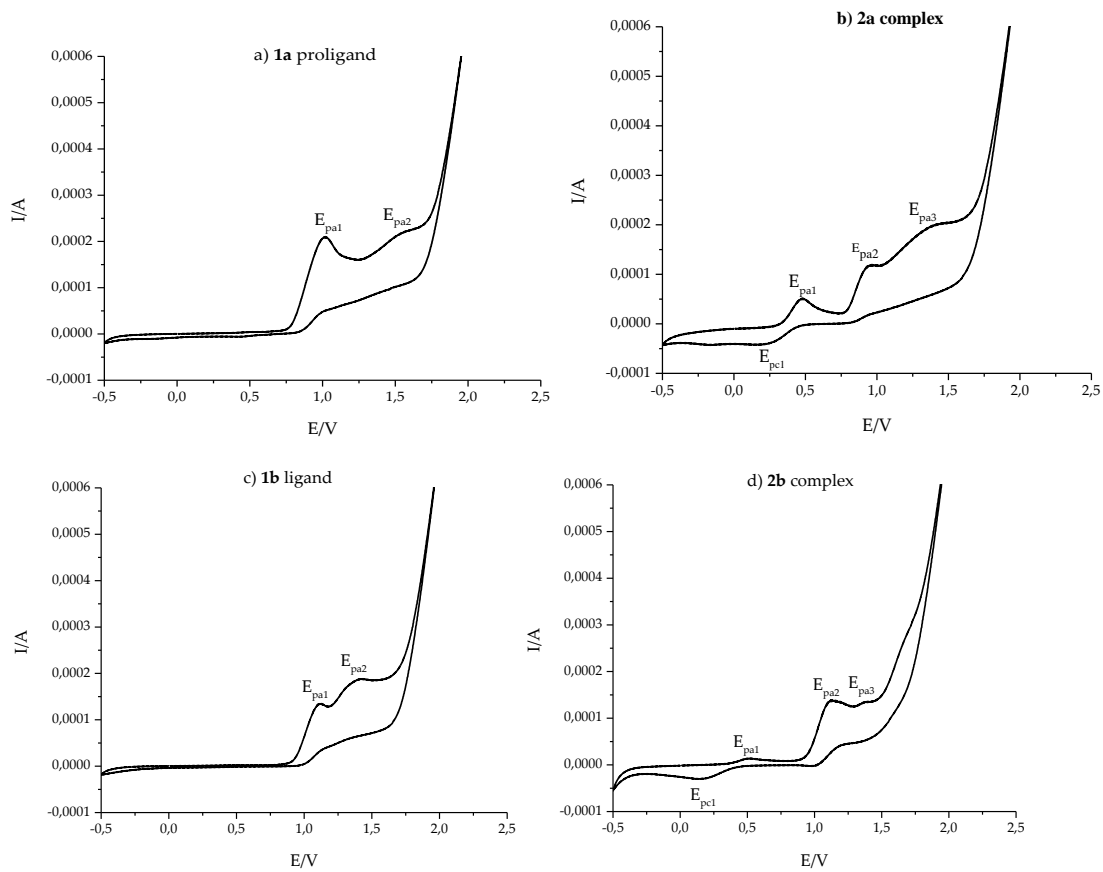 a) 1a proligand
0,0006
0,0005
0,0004
0,0003
0,0002
0,0001
0,0000
-0,0001
I/A
E_pa1
E_pa2
-0,5
0,0
0,5
1,0
1,5
2,0
2,5
E/V
b) 2a complex
0,0006
0,0005
0,0004
0,0003
0,0002
0,0001
0,0000
-0,0001
I/A
E_pa1
E_pa2
E_pa3
E_pc1
-0,5
0,0
0,5
1,0
1,5
2,0
2,5
E/V
c) 1b ligand
0,0006
0,0005
0,0004
0,0003
0,0002
0,0001
0,0000
-0,0001
I/A
E_pa1
E_pa2
-0,5
0,0
0,5
1,0
1,5
2,0
2,5
E/V
d) 2b complex
0,0006
0,0005
0,0004
0,0003
0,0002
0,0001
0,0000
-0,0001
I/A
E_pa1
E_pa2
E_pa3
E_pc1
-0,5
0,0
0,5
1,0
1,5
2,0
2,5
E/V